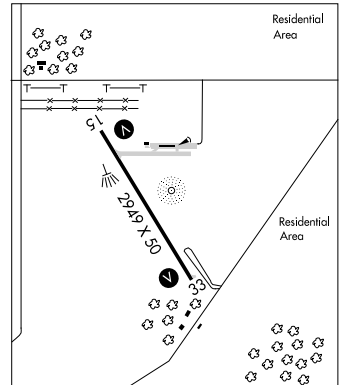 Residential
Area
T T T T
15
V
2949 X 50
Residential
Area
V
33